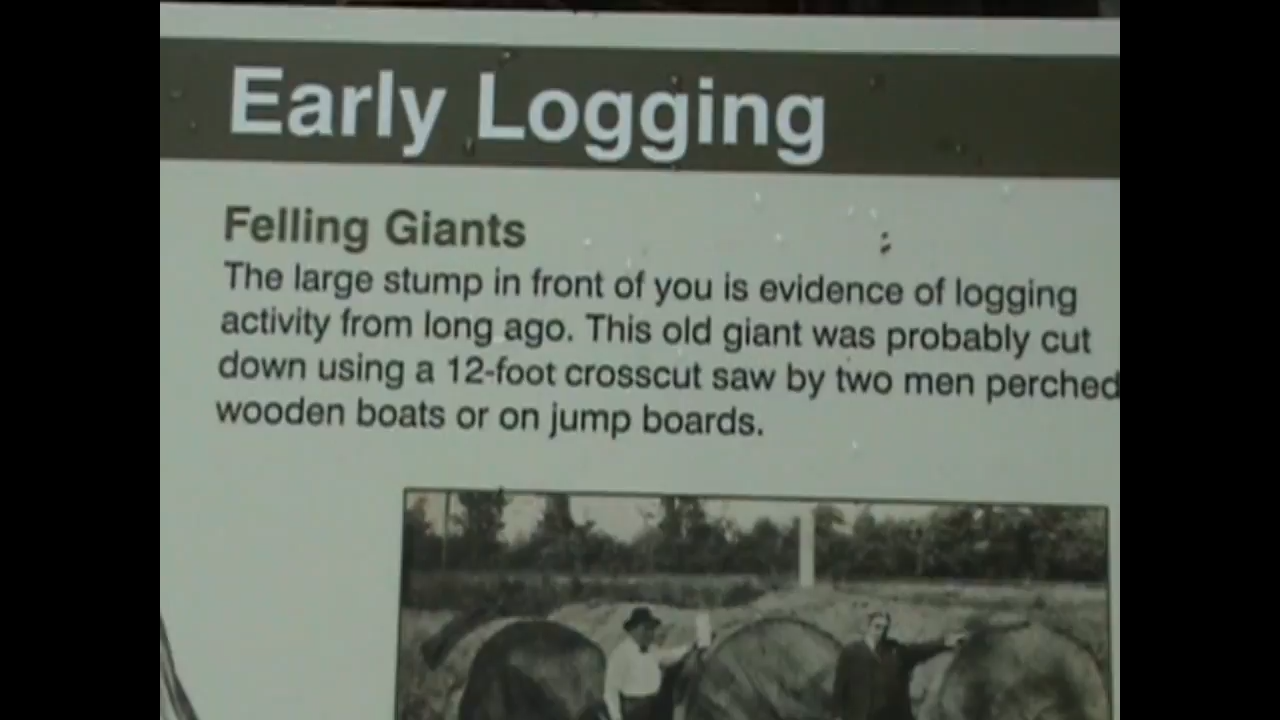 Early Logging
Felling Giants
The large stump in front of you is evidence of logging
activity from long ago. This old giant was probably cut
down using a 12-foot crosscut saw by two men perched
wooden boats or on jump boards.